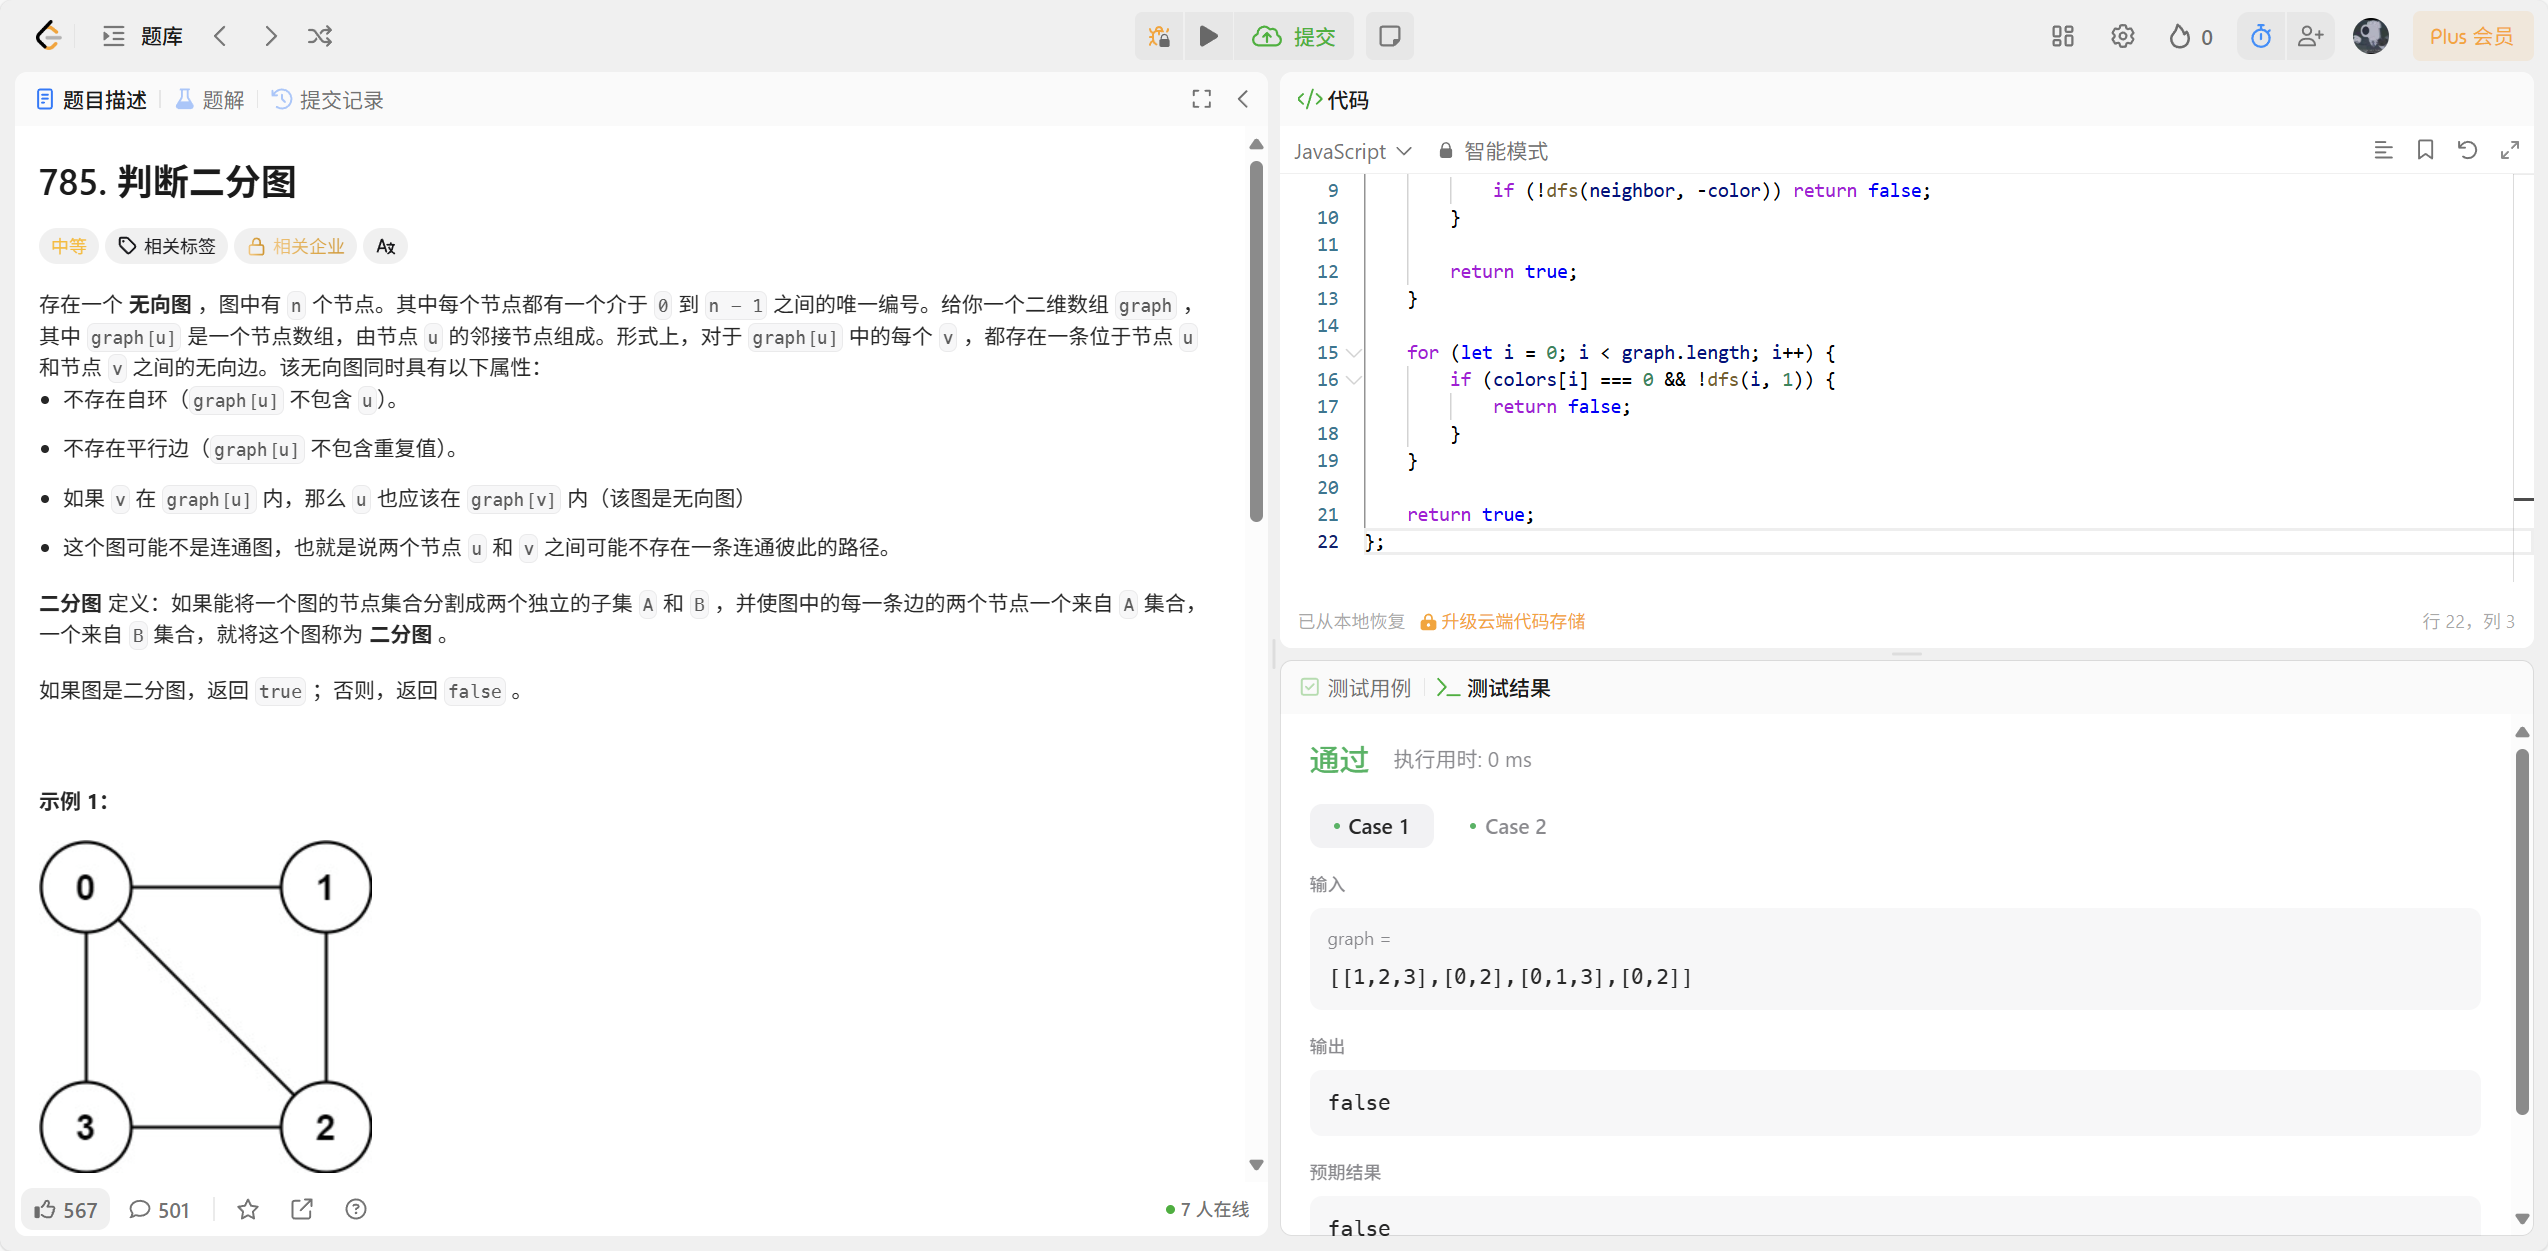 题库
提交
0
Plus 会员
题目描述
题解
提交记录
785. 判断二分图
中等
相关标签
相关企业
存在一个 无向图 ，图中有 n 个节点。其中每个节点都有一个介于 0 到 n - 1 之间的唯一编号。给你一个二维数组 graph ，
其中 graph[u] 是一个节点数组，由节点 u 的邻接节点组成。形式上，对于 graph[u] 中的每个 v ，都存在一条位于节点 u
和节点 v 之间的无向边。该无向图同时具有以下属性：
• 不存在自环（graph[u] 不包含 u）。
• 不存在平行边（graph[u] 不包含重复值）。
• 如果 v 在 graph[u] 内，那么 u 也应该在 graph[v] 内（该图是无向图）
• 这个图可能不是连通图，也就是说两个节点 u 和 v 之间可能不存在一条连通彼此的路径。
二分图 定义：如果能将一个图的节点集合分割成两个独立的子集 A 和 B ，并使图中的每一条边的两个节点一个来自 A 集合，
一个来自 B 集合，就将这个图称为 二分图 。
如果图是二分图，返回 true ；否则，返回 false 。
示例 1：
0
1
3
2
567
501
7 人在线
代码
JavaScript
智能模式
9 if (!dfs(neighbor, -color)) return false;
10 }
11
12 return true;
13 }
14
15 for (let i = 0; i < graph.length; i++) {
16 if (colors[i] === 0 && !dfs(i, 1)) {
17 return false;
18 }
19 }
20
21 return true;
22 };
已从本地恢复
升级云端代码存储
行 22，列 3
测试用例
测试结果
通过
执行用时: 0 ms
Case 1
Case 2
输入
graph =
[[1,2,3],[0,2],[0,1,3],[0,2]]
输出
false
预期结果
false